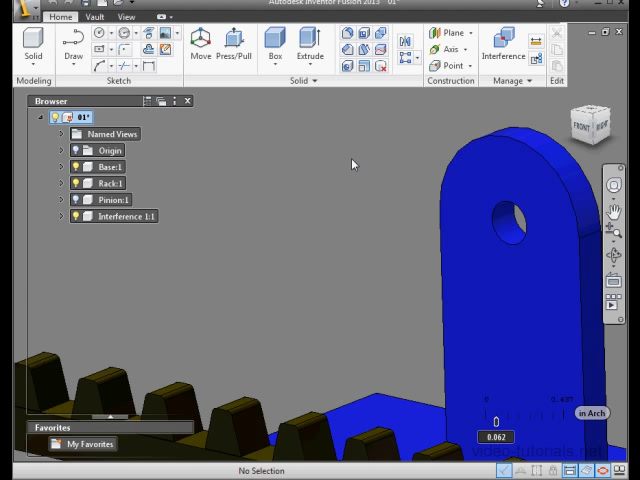 Autodesk Inventor Fusion 2013 01*
Home Vault View
Solid Draw Move Press/Pull Box Extrude Plane Axis Point Interference
Modeling Sketch Solid Construction Manage Edit
Browser
01*
Named Views
Origin
Base:1
Rack:1
Pinion:1
Interference 1:1
FRONT RIGHT
in Arch
0.062
Favorites
My Favorites
video-tutorials.net
No Selection